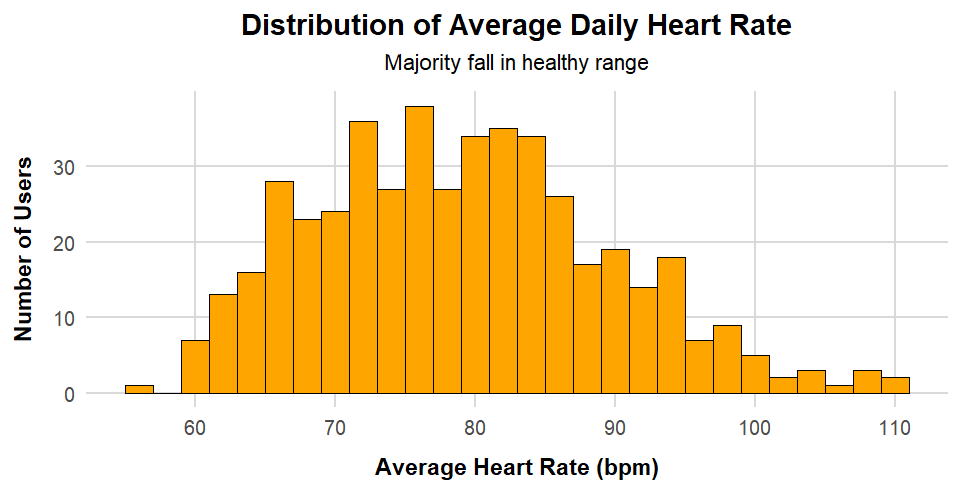 Distribution of Average Daily Heart Rate
Majority fall in healthy range
Number of Users
30
20
10
0
60 70 80 90 100 110
Average Heart Rate (bpm)